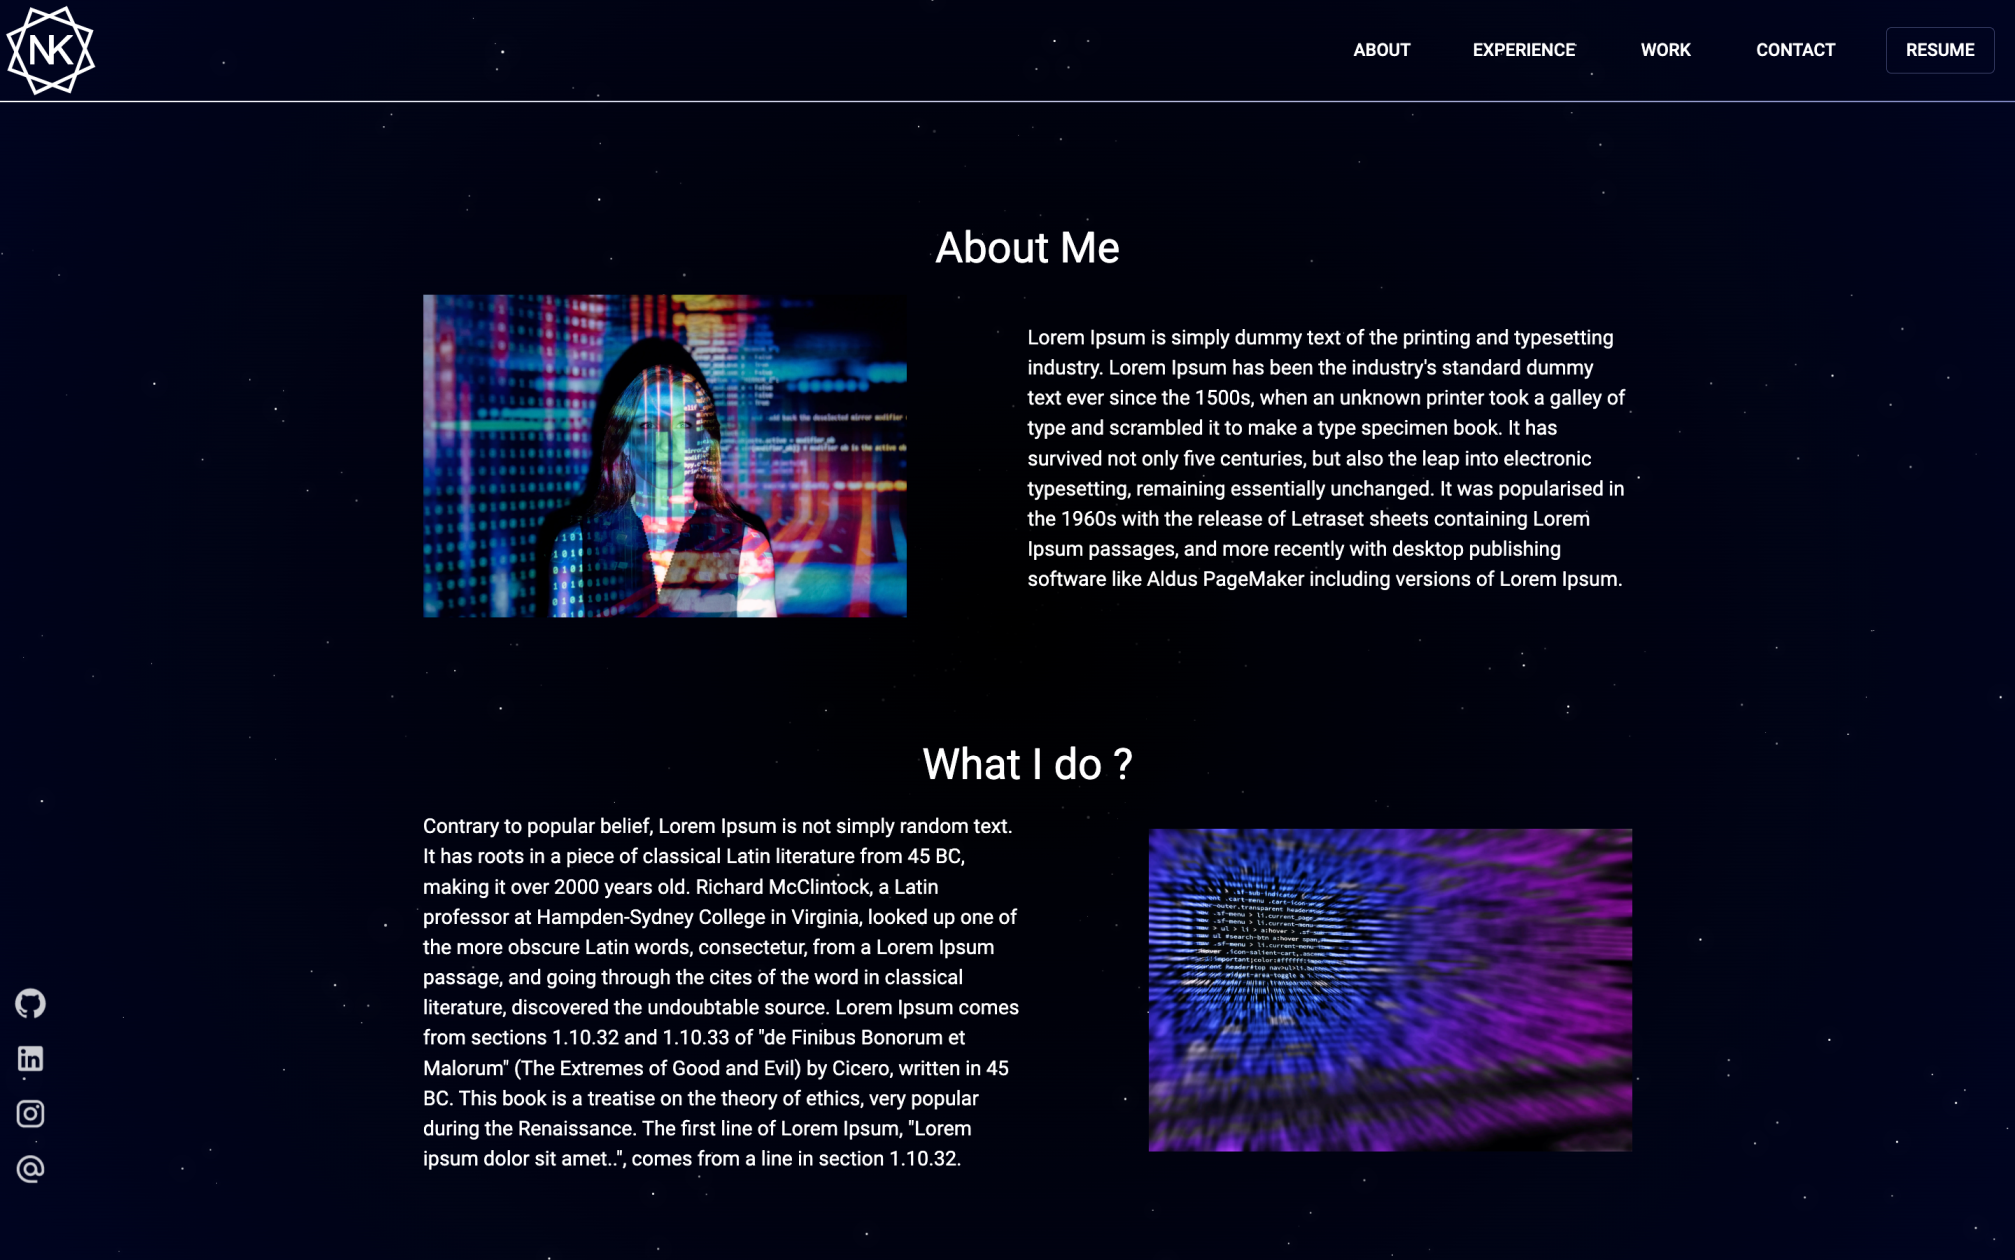 NK
ABOUT
EXPERIENCE
WORK
CONTACT
RESUME
About Me
Lorem Ipsum is simply dummy text of the printing and typesetting
industry. Lorem Ipsum has been the industry's standard dummy
text ever since the 1500s, when an unknown printer took a galley of
type and scrambled it to make a type specimen book. It has
survived not only five centuries, but also the leap into electronic
typesetting, remaining essentially unchanged. It was popularised in
the 1960s with the release of Letraset sheets containing Lorem
Ipsum passages, and more recently with desktop publishing
software like Aldus PageMaker including versions of Lorem Ipsum.
What I do ?
Contrary to popular belief, Lorem Ipsum is not simply random text.
It has roots in a piece of classical Latin literature from 45 BC,
making it over 2000 years old. Richard McClintock, a Latin
professor at Hampden-Sydney College in Virginia, looked up one of
the more obscure Latin words, consectetur, from a Lorem Ipsum
passage, and going through the cites of the word in classical
literature, discovered the undoubtable source. Lorem Ipsum comes
from sections 1.10.32 and 1.10.33 of "de Finibus Bonorum et
Malorum" (The Extremes of Good and Evil) by Cicero, written in 45
BC. This book is a treatise on the theory of ethics, very popular
during the Renaissance. The first line of Lorem Ipsum, "Lorem
ipsum dolor sit amet..", comes from a line in section 1.10.32.